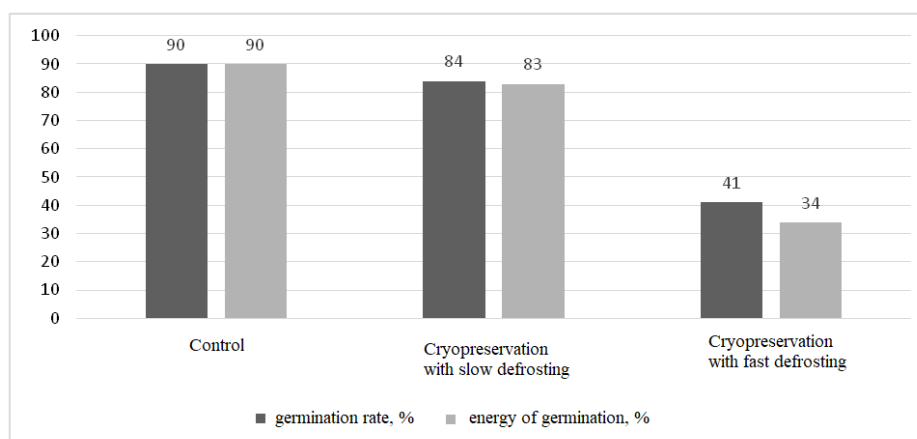 100
90
80
70
60
50
40
30
20
10
0
90
90
84
83
41
34
Control
Cryopreservation
with slow defrosting
Cryopreservation
with fast defrosting
germination rate, %
energy of germination, %